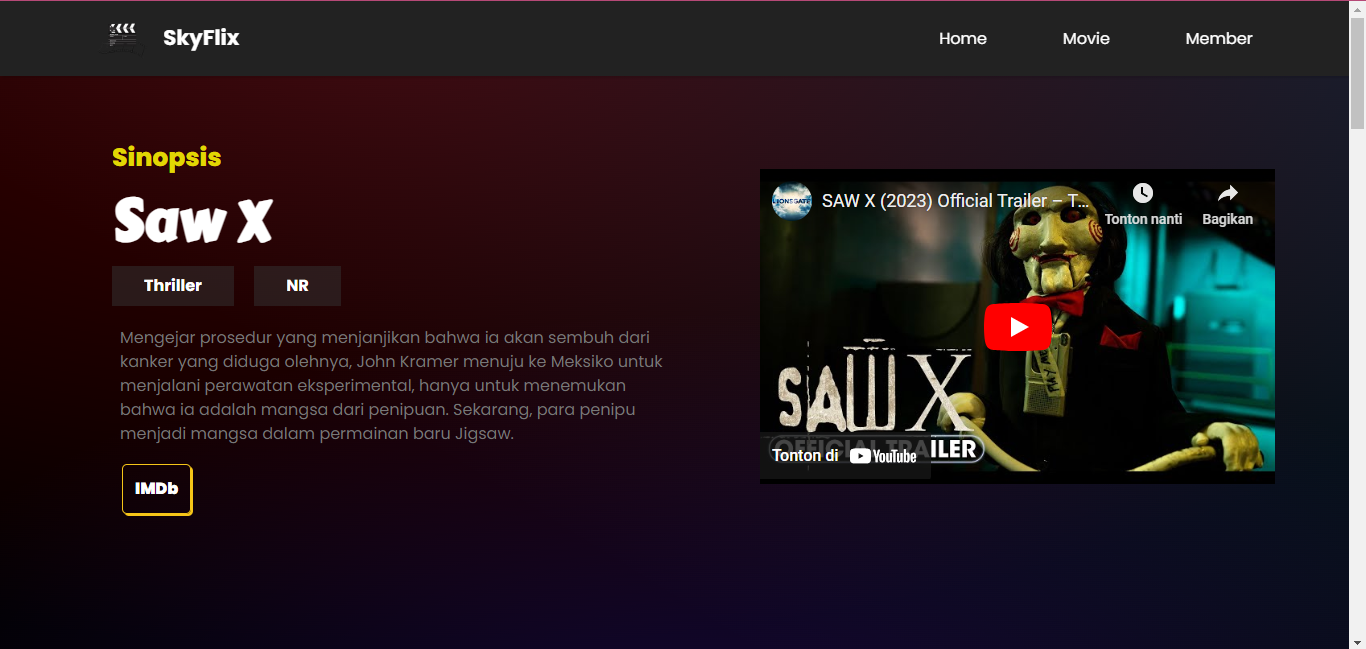 SkyFlix
Home
Movie
Member
Sinopsis
Saw X
Thriller
NR
Mengejar prosedur yang menjanjikan bahwa ia akan sembuh dari
kanker yang diduga olehnya, John Kramer menuju ke Meksiko untuk
menjalani perawatan eksperimental, hanya untuk menemukan
bahwa ia adalah mangsa dari penipuan. Sekarang, para penipu
menjadi mangsa dalam permainan baru Jigsaw.
IMDb
LIONSGATE
SAW X (2023) Official Trailer – T...
Tonton nanti
Bagikan
SAW X
OFFICIAL TRAILER
Tonton di YouTube